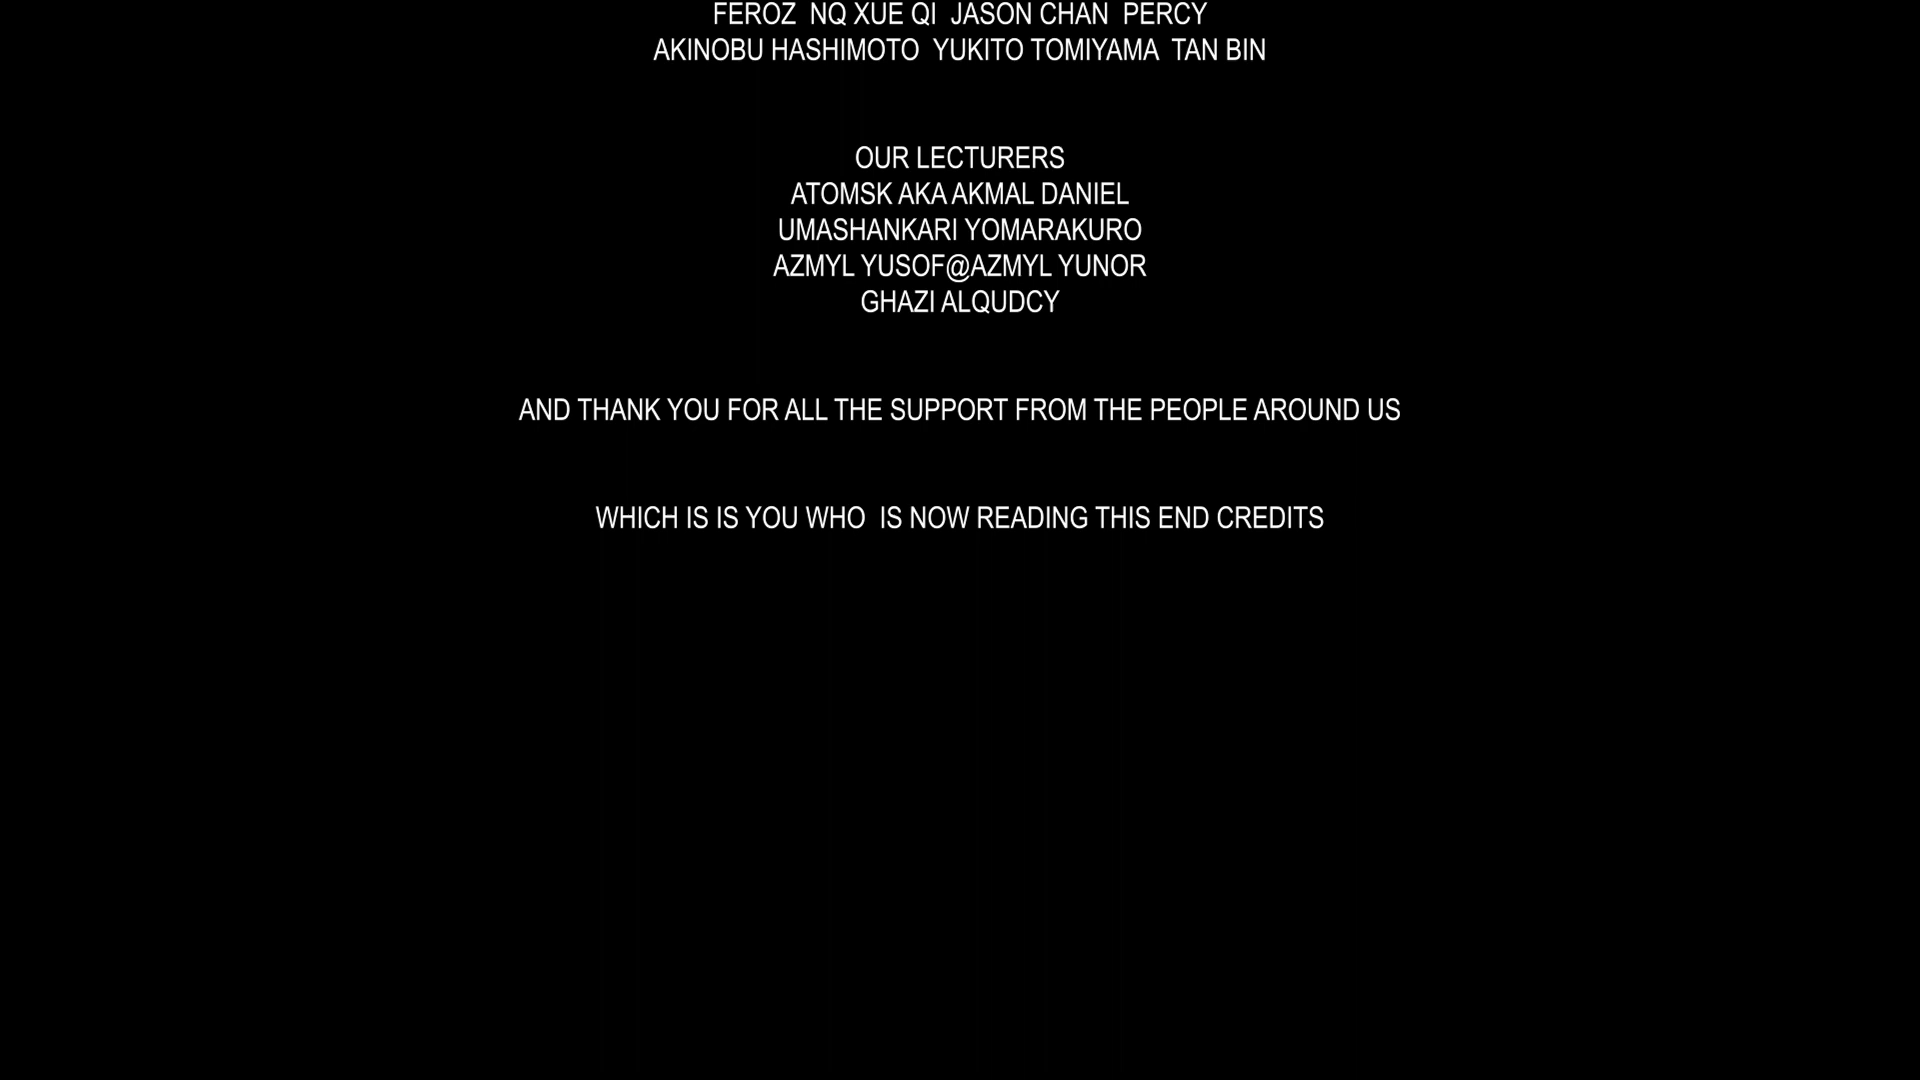 FEROZ  NQ XUE QI  JASON CHAN  PERCY
AKINOBU HASHIMOTO  YUKITO TOMIYAMA  TAN BIN
OUR LECTURERS
ATOMSK AKA AKMAL DANIEL
UMASHANKARI YOMARAKURO
AZMYL YUSOF@AZMYL YUNOR
GHAZI ALQUDCY
AND THANK YOU FOR ALL THE SUPPORT FROM THE PEOPLE AROUND US
WHICH IS IS YOU WHO  IS NOW READING THIS END CREDITS